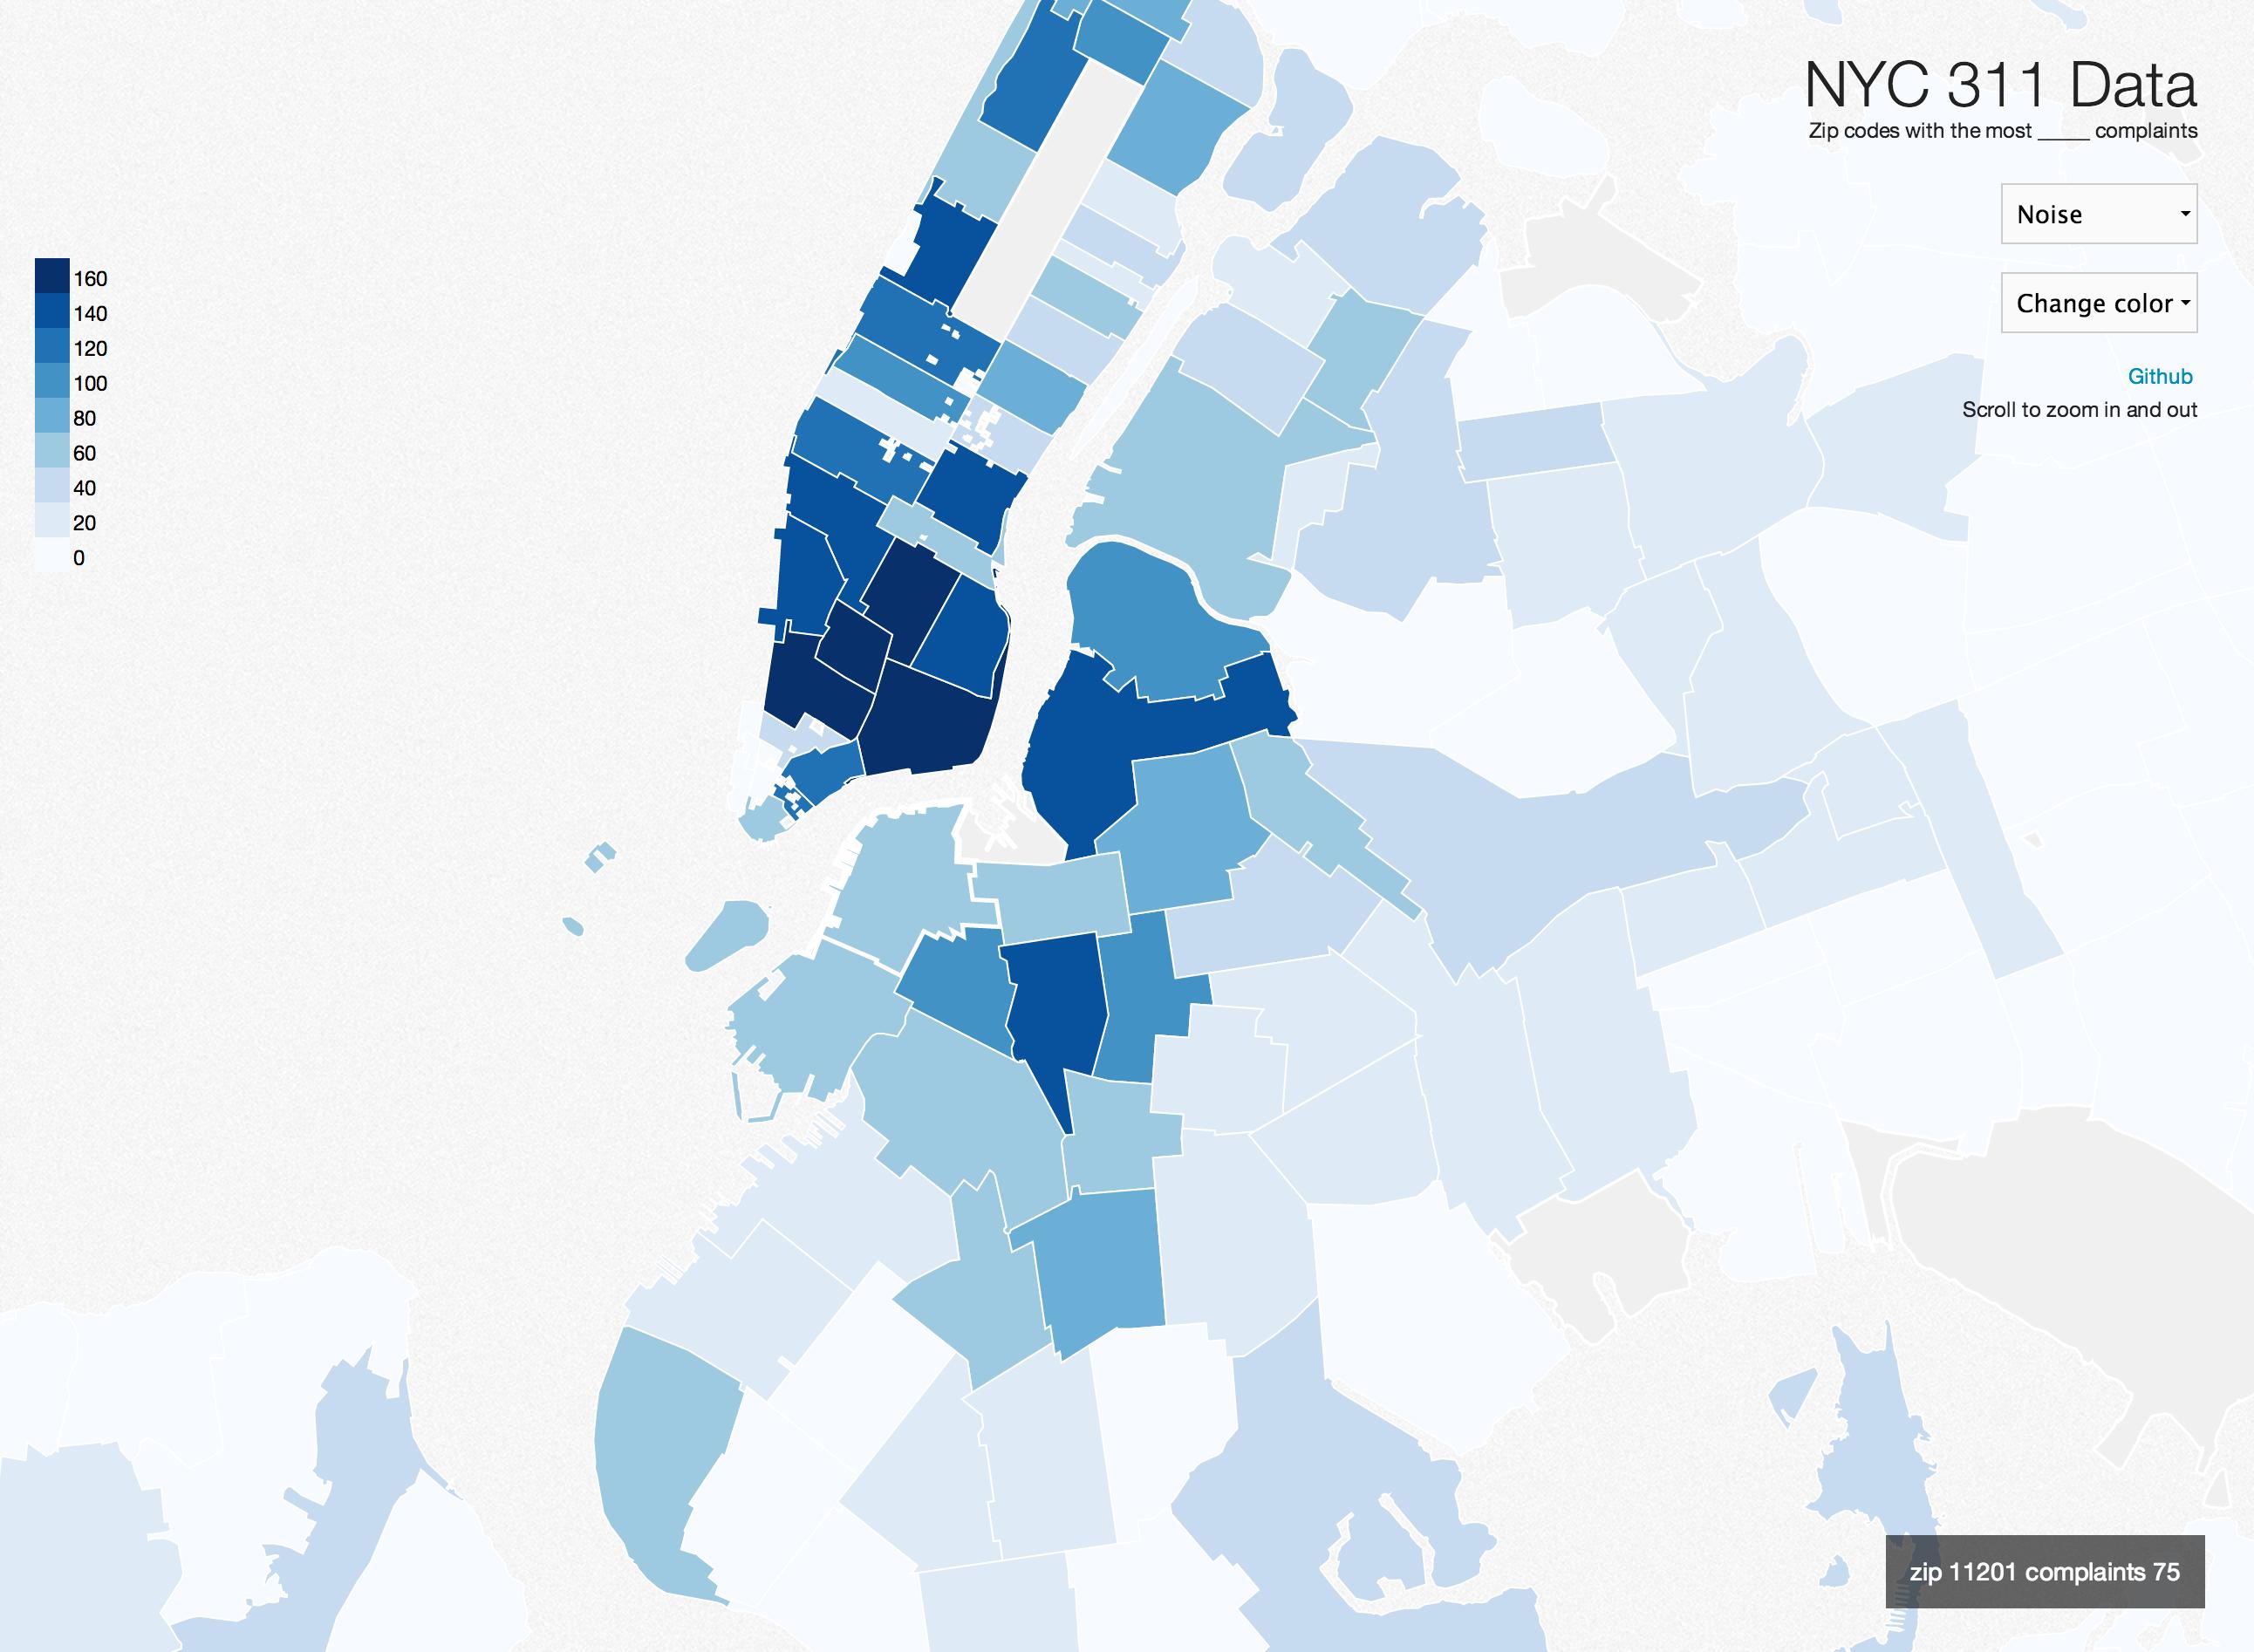 NYC 311 Data
Zip codes with the most _____ complaints
Noise
Change color
Github
Scroll to zoom in and out
160
140
120
100
80
60
40
20
0
zip 11201 complaints 75